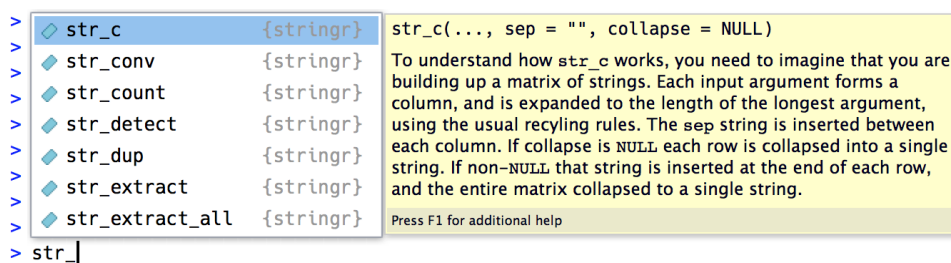 >
>
>
>
>
>
>
>
>
> str_
str_c {stringr}
str_conv {stringr}
str_count {stringr}
str_detect {stringr}
str_dup {stringr}
str_extract {stringr}
str_extract_all {stringr}
str_c(..., sep = "", collapse = NULL)
To understand how str_c works, you need to imagine that you are
building up a matrix of strings. Each input argument forms a
column, and is expanded to the length of the longest argument,
using the usual recyling rules. The sep string is inserted between
each column. If collapse is NULL each row is collapsed into a single
string. If non-NULL that string is inserted at the end of each row,
and the entire matrix collapsed to a single string.
Press F1 for additional help